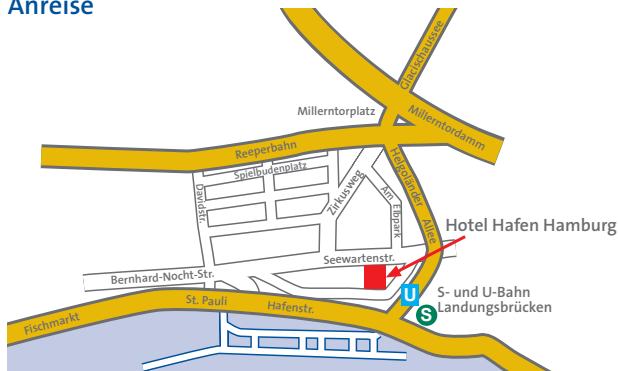 Anreise
Glacischaussee
Millerntorplatz
Millerntordamm
Reeperbahn
Spielbudenplatz
Helgoländer Allee
Davidstr.
Zirkusweg
Am Elbpark
Hotel Hafen Hamburg
Seewartenstr.
Bernhard-Nocht-Str.
U
S- und U-Bahn
Landungsbrücken
S
St. Pauli Hafenstr.
Fischmarkt